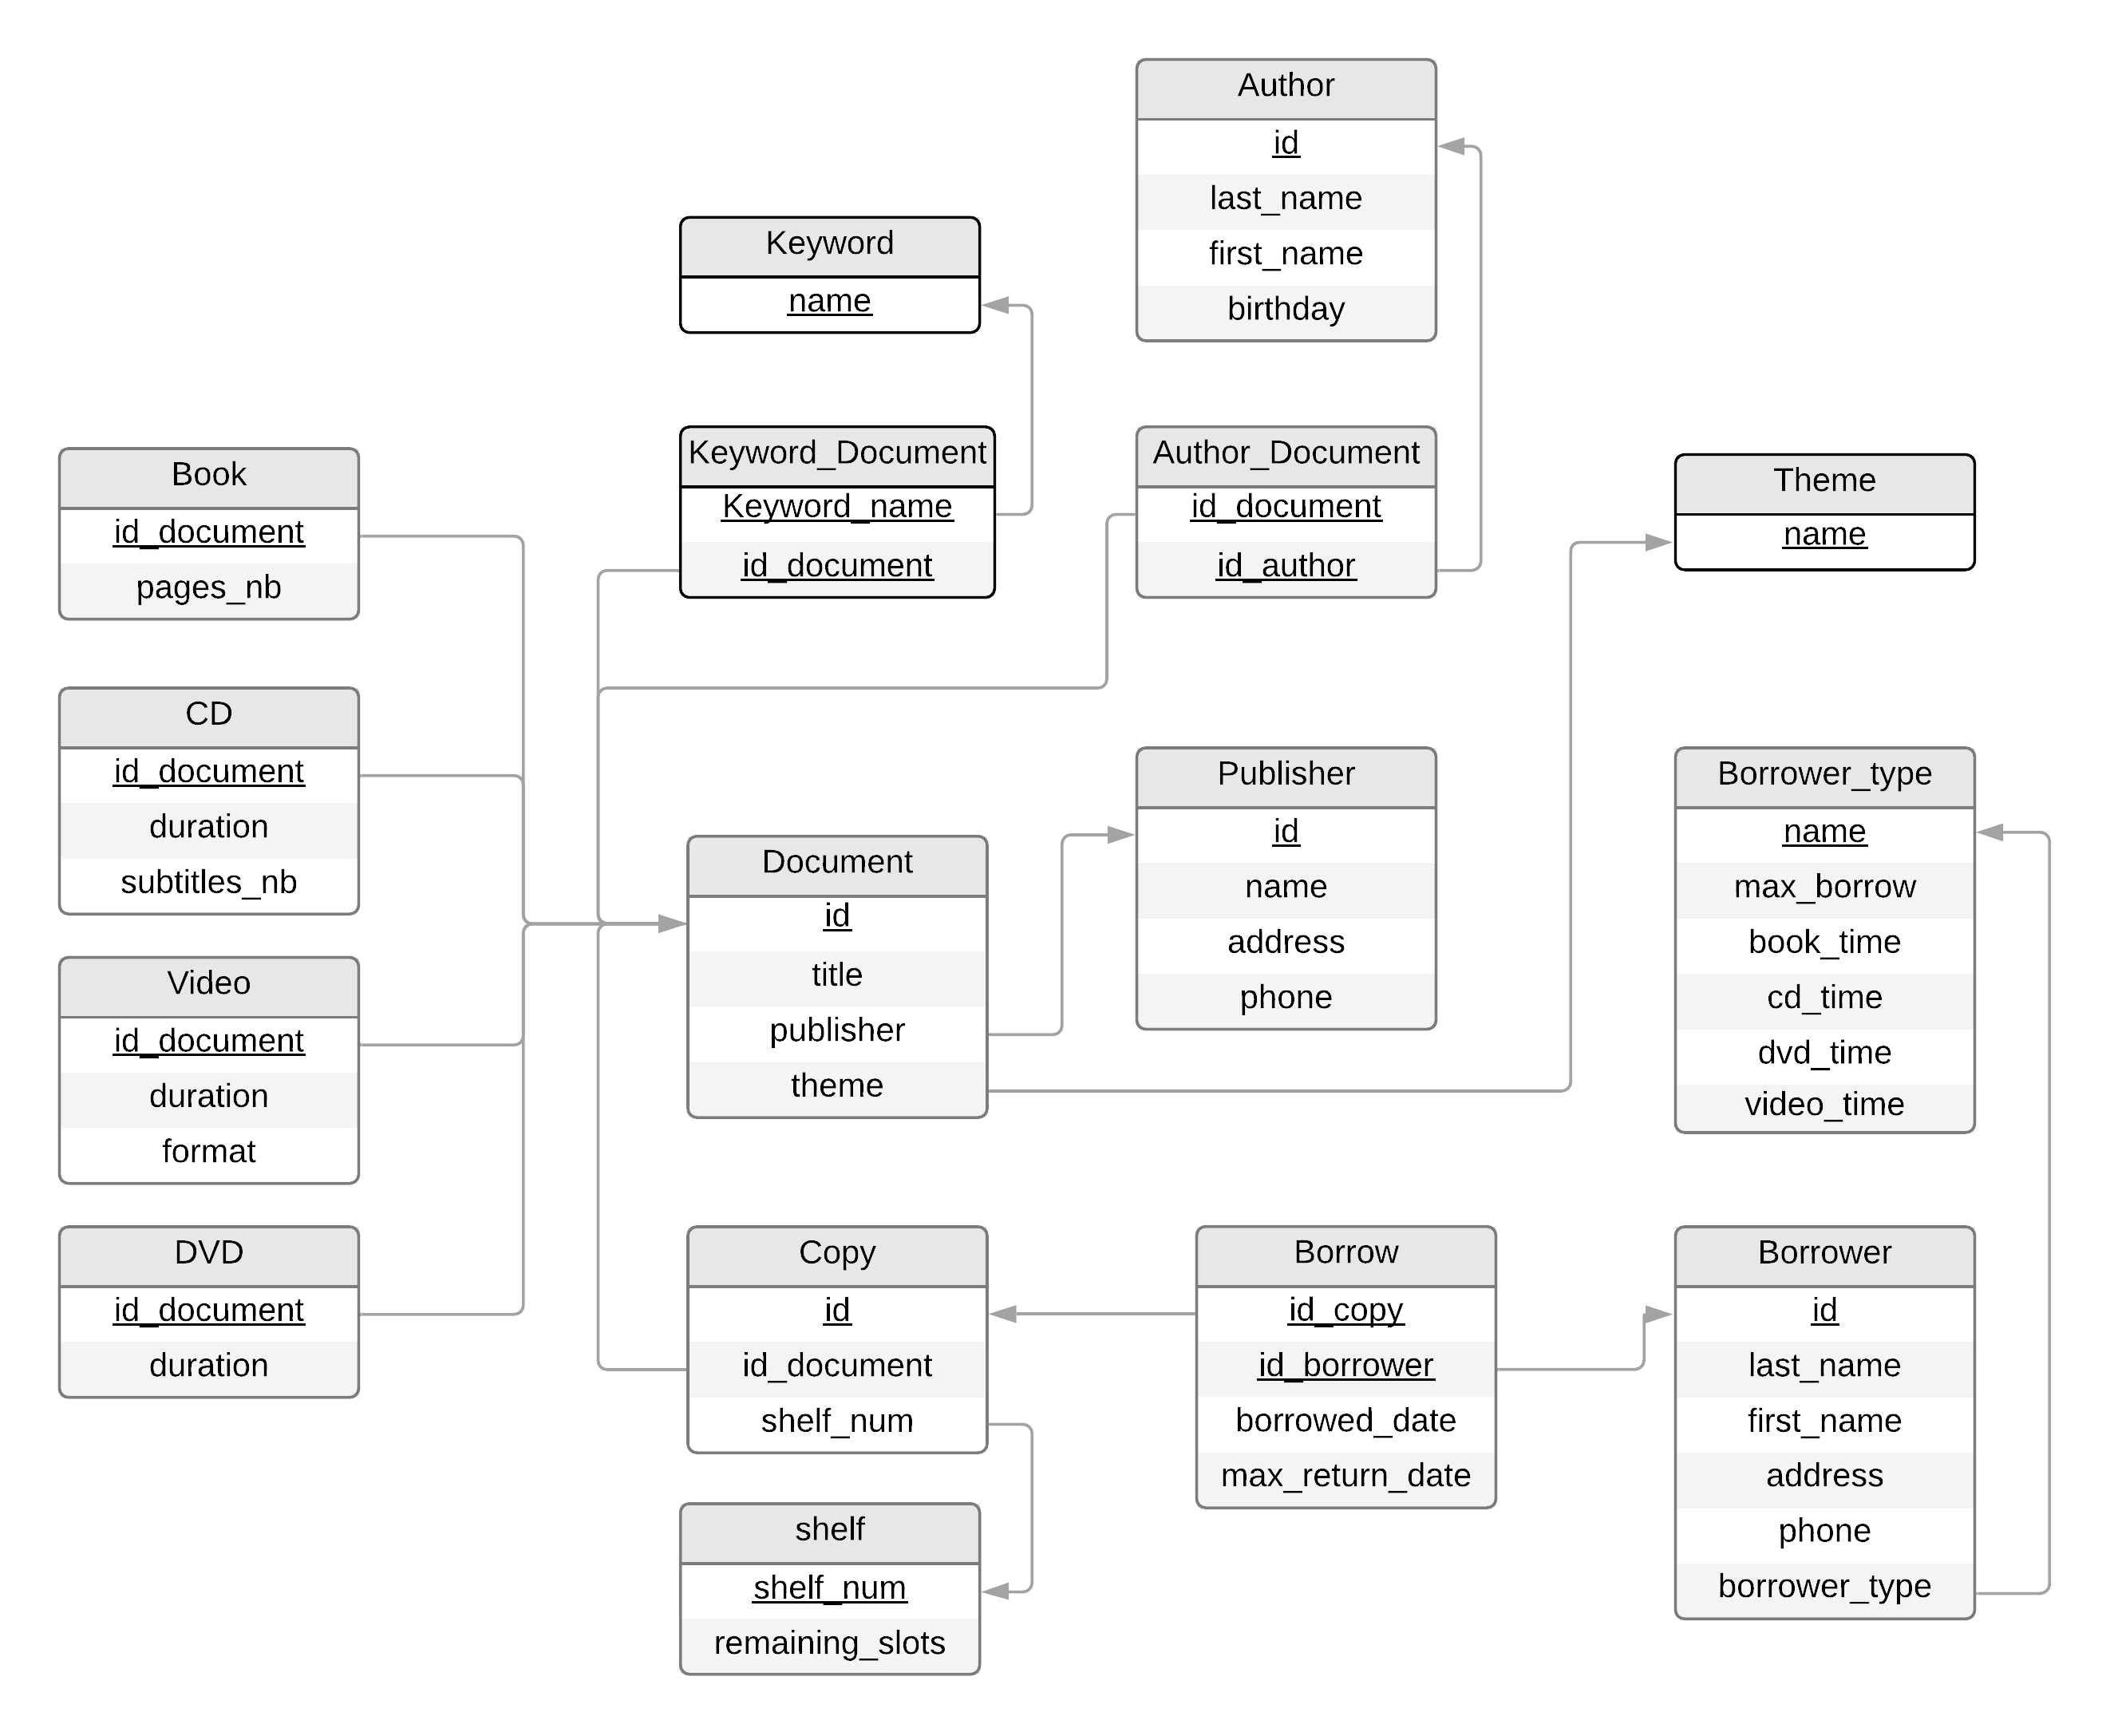 Author
id
last_name
first_name
birthday
Keyword
name
Keyword_Document
Keyword_name
id_document
Author_Document
id_document
id_author
Theme
name
Book
id_document
pages_nb
CD
id_document
duration
subtitles_nb
Video
id_document
duration
format
DVD
id_document
duration
Document
id
title
publisher
theme
Publisher
id
name
address
phone
Borrower_type
name
max_borrow
book_time
cd_time
dvd_time
video_time
Copy
id
id_document
shelf_num
Borrow
id_copy
id_borrower
borrowed_date
max_return_date
Borrower
id
last_name
first_name
address
phone
borrower_type
shelf
shelf_num
remaining_slots